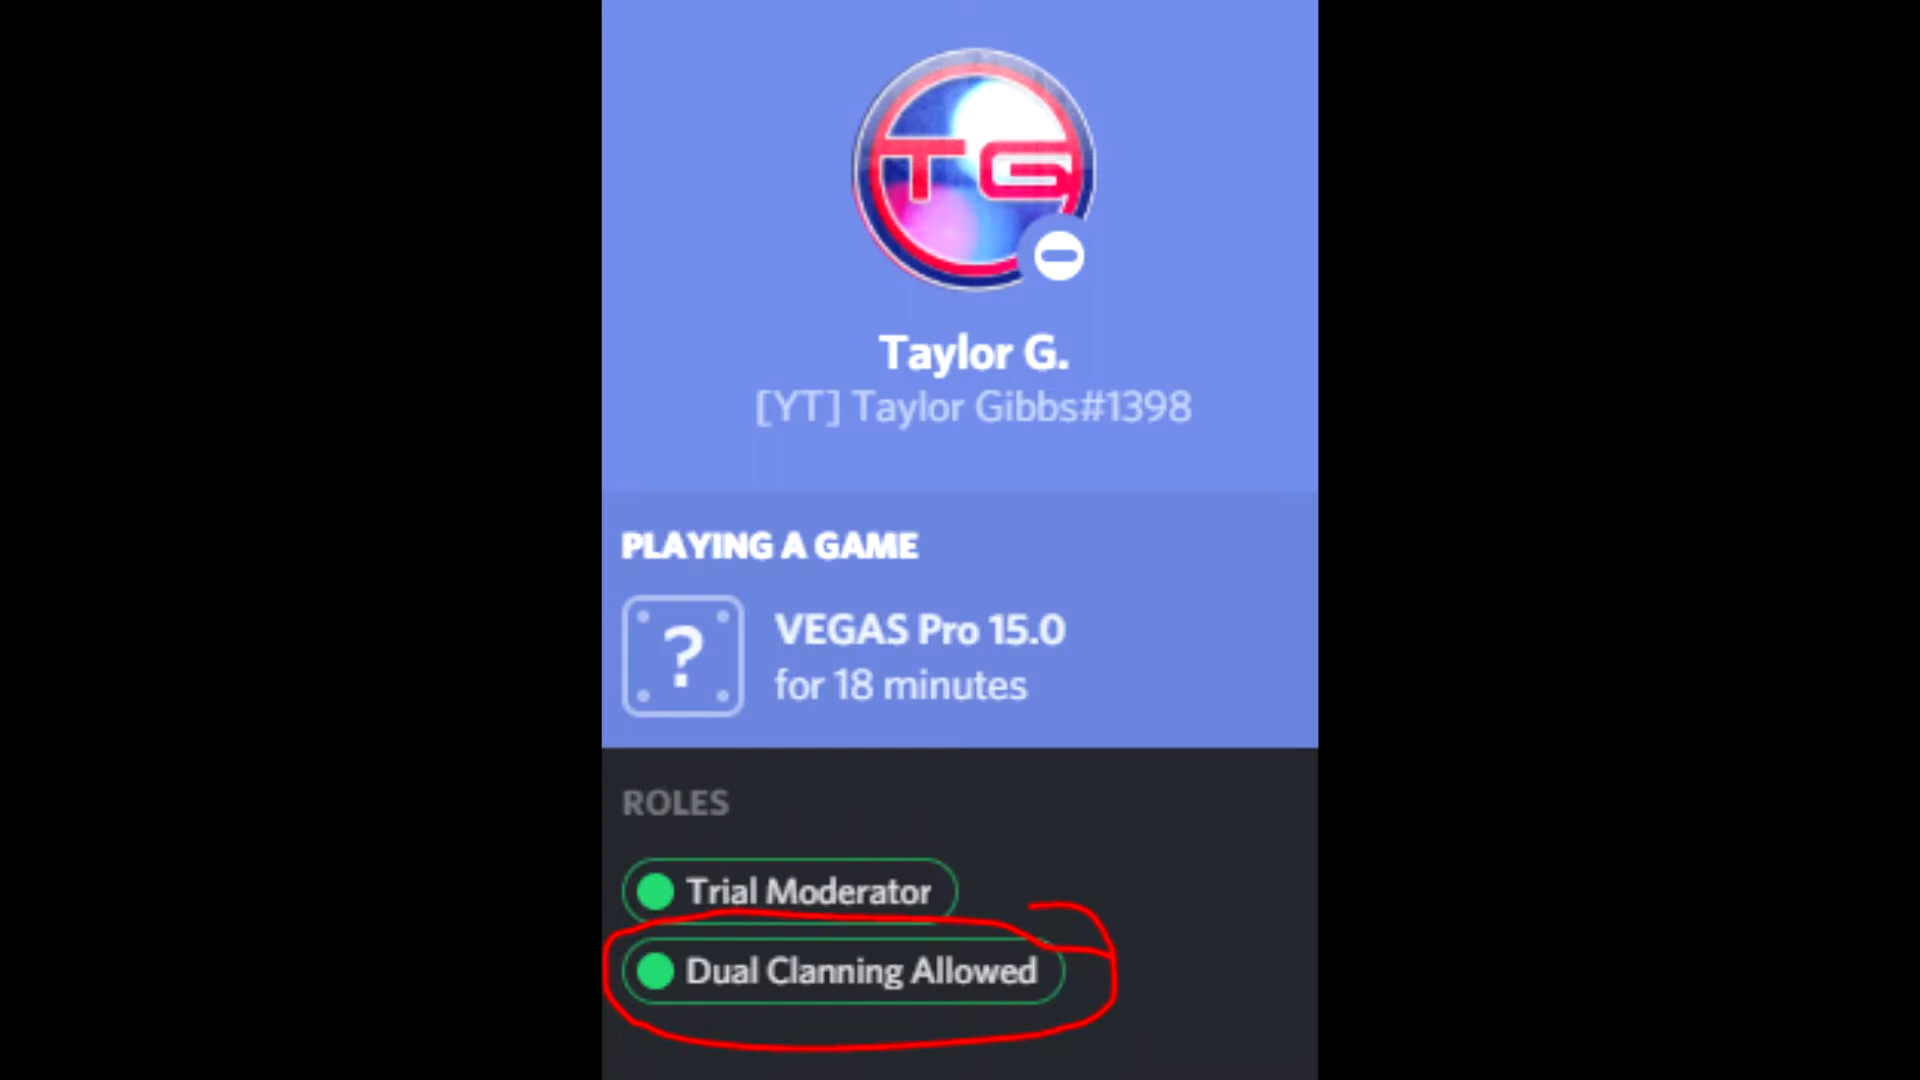 TG
Taylor G.
[YT] Taylor Gibbs#1398
PLAYING A GAME
?
VEGAS Pro 15.0
for 18 minutes
ROLES
Trial Moderator
Dual Clanning Allowed